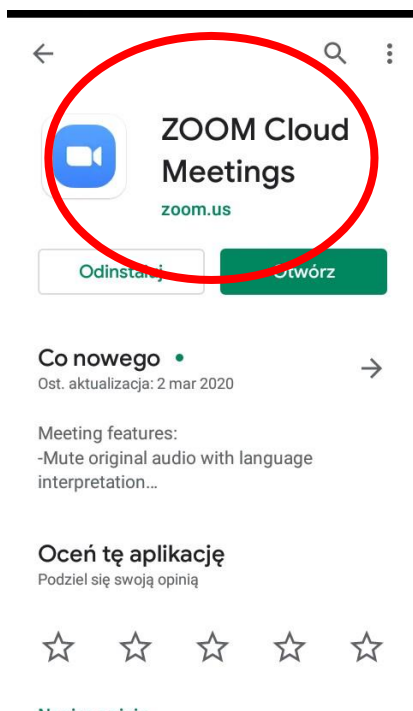 ZOOM Cloud
Meetings
zoom.us
Odinstaluj
Otwórz
Co nowego
Ost. aktualizacja: 2 mar 2020
Meeting features:
-Mute original audio with language
interpretation...
Oceń tę aplikację
Podziel się swoją opinią